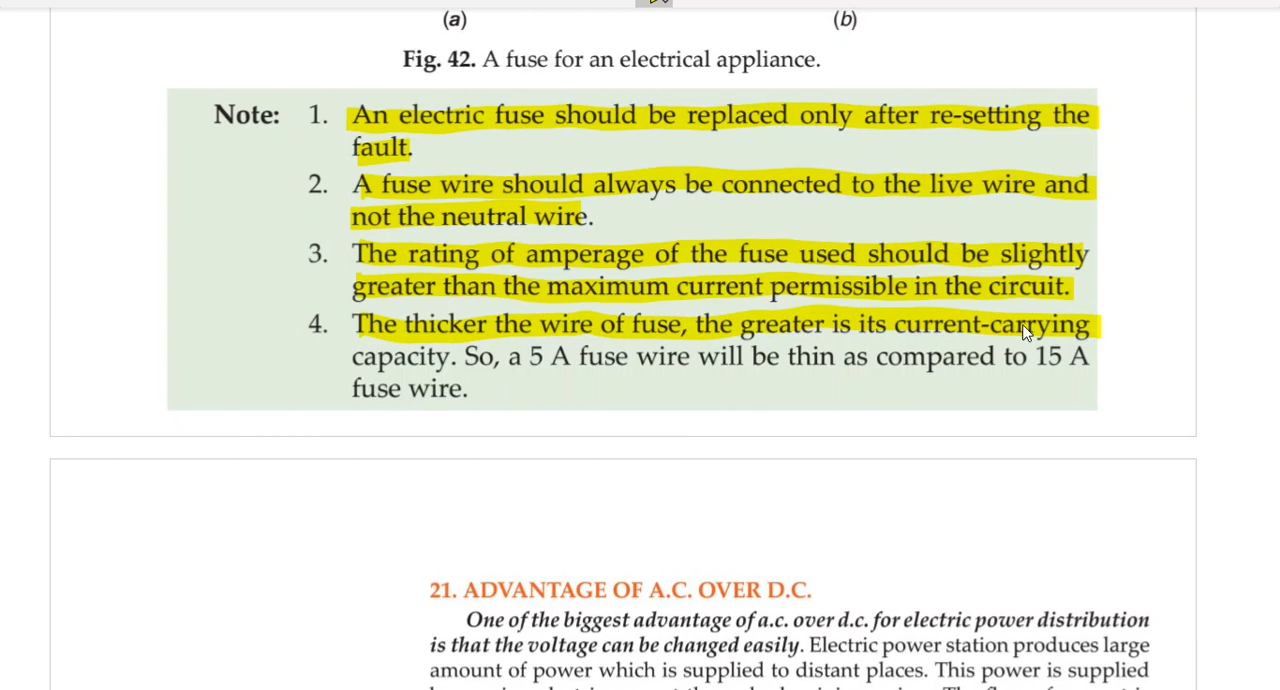 (a) (b)
Fig. 42. A fuse for an electrical appliance.
Note: 1. An electric fuse should be replaced only after re-setting the
fault.
2. A fuse wire should always be connected to the live wire and
not the neutral wire.
3. The rating of amperage of the fuse used should be slightly
greater than the maximum current permissible in the circuit.
4. The thicker the wire of fuse, the greater is its current-carrying
capacity. So, a 5 A fuse wire will be thin as compared to 15 A
fuse wire.
21. ADVANTAGE OF A.C. OVER D.C.
One of the biggest advantage of a.c. over d.c. for electric power distribution
is that the voltage can be changed easily. Electric power station produces large
amount of power which is supplied to distant places. This power is supplied